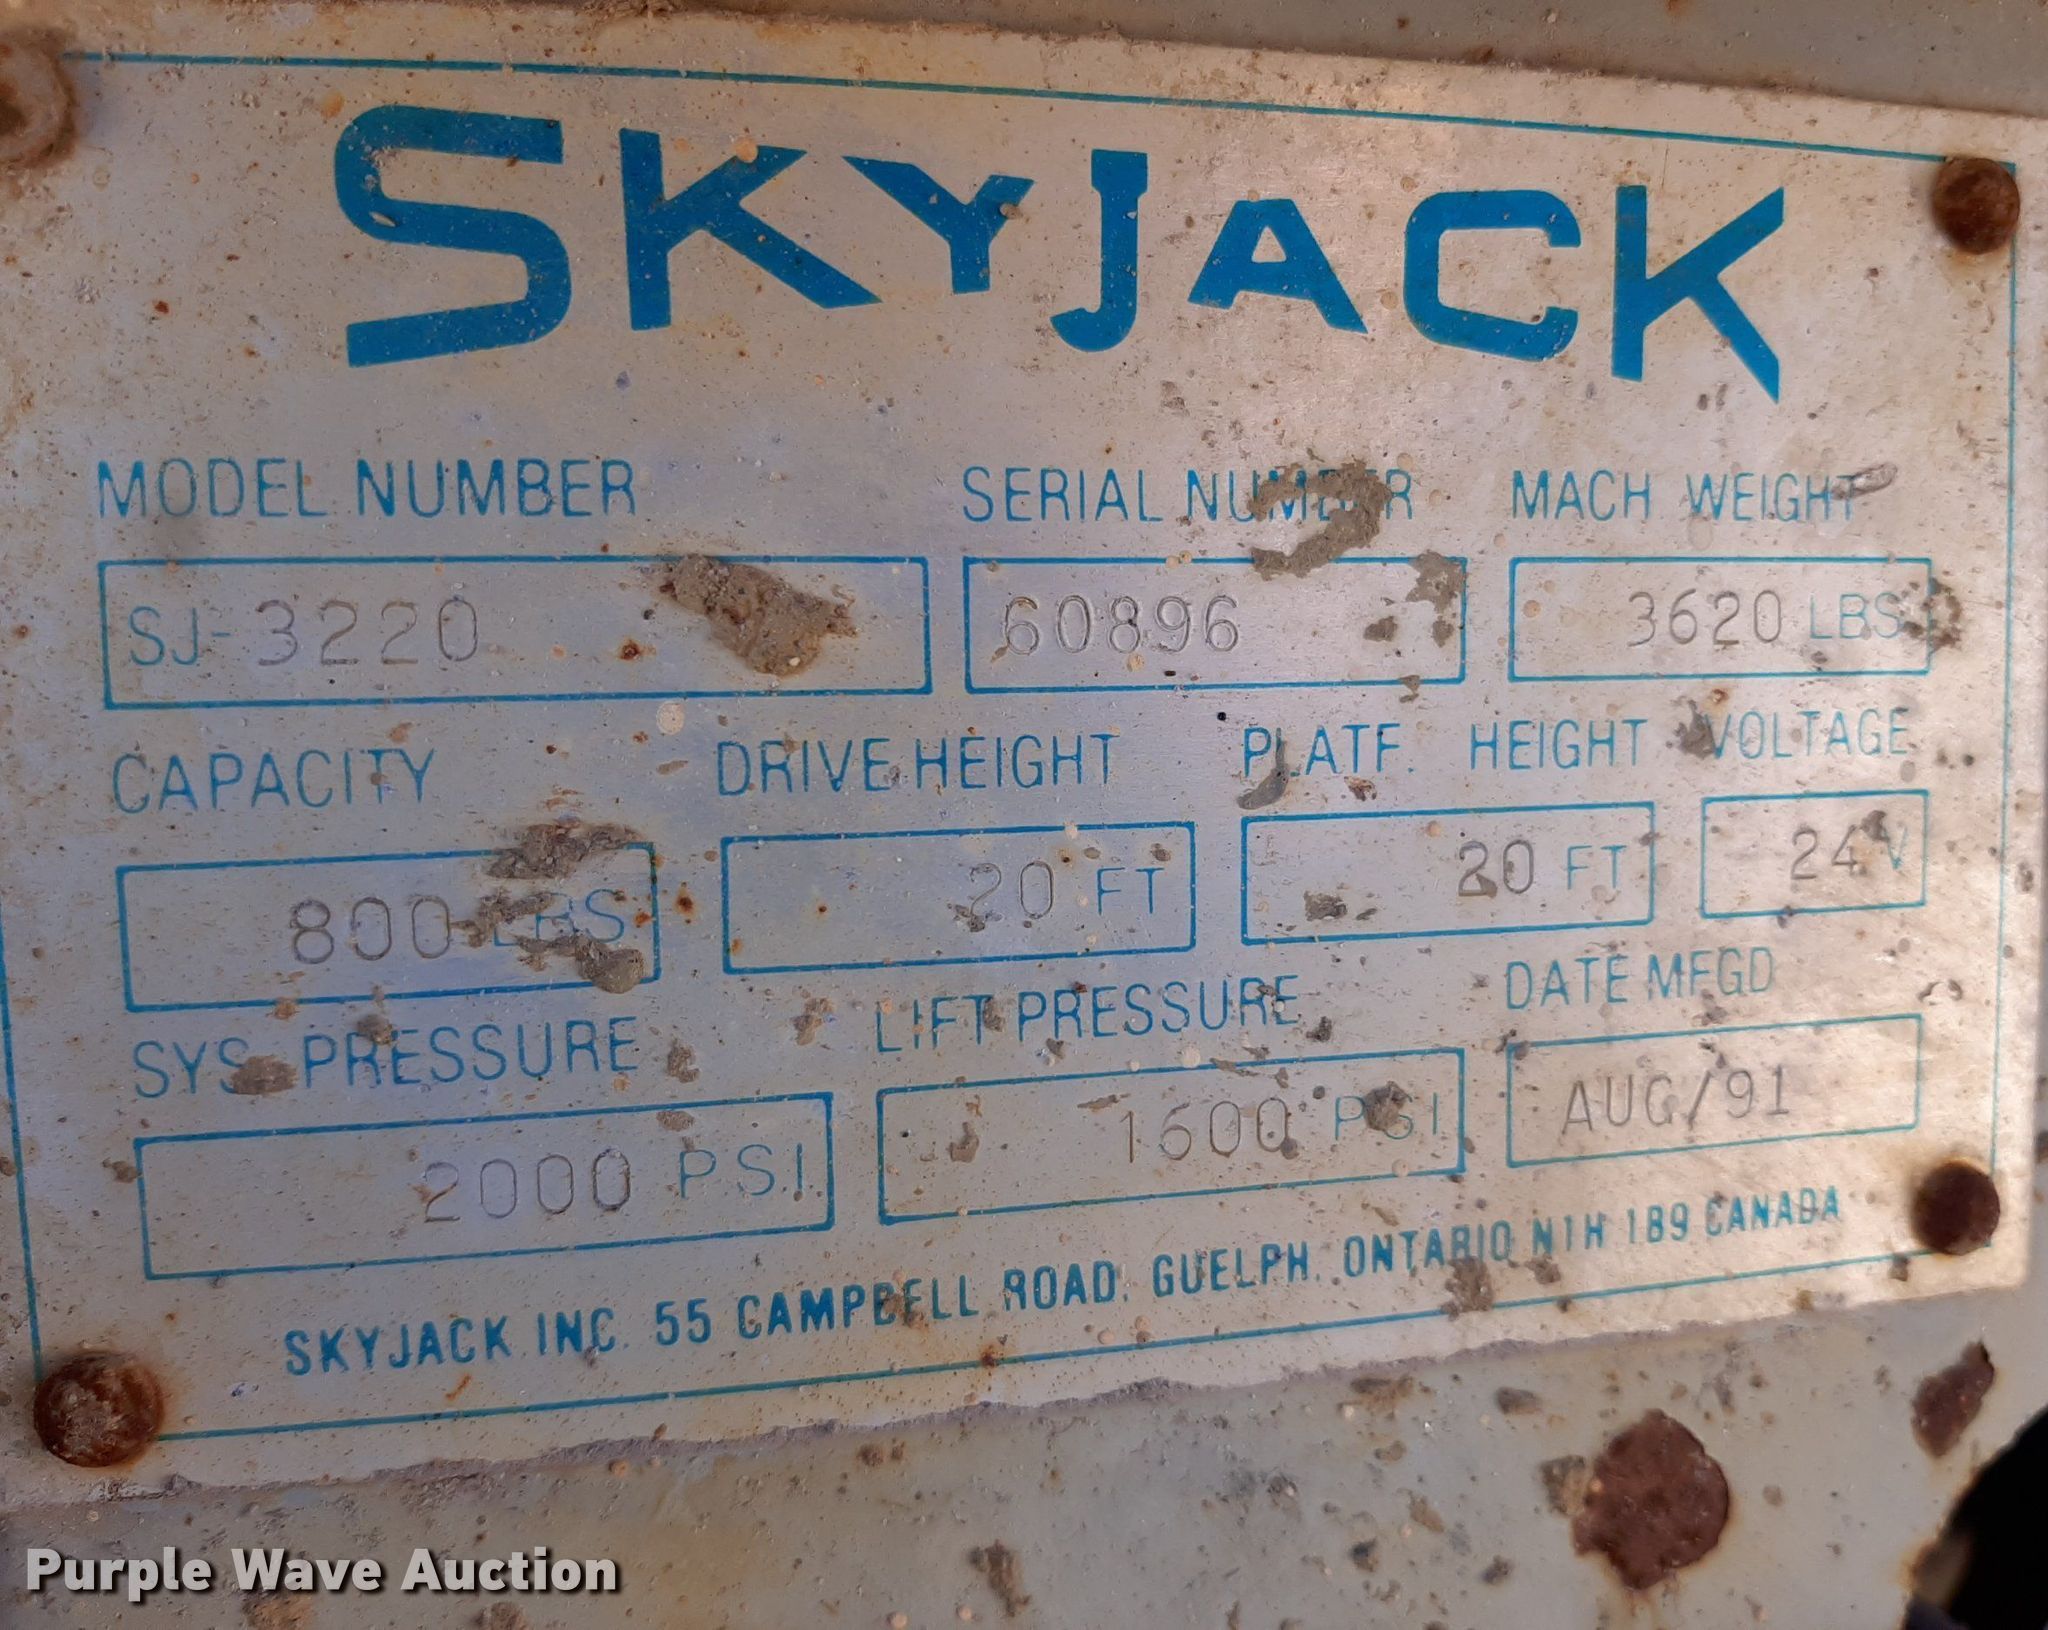 SKYJACK
MODEL NUMBER SERIAL NUMBER MACH WEIGHT
SJ-3220 60896 3620 LBS
CAPACITY DRIVE HEIGHT PLATF. HEIGHT VOLTAGE
800 LBS 20 FT 20 FT 24 V
SYS. PRESSURE LIFT PRESSURE DATE MFGD
2000 P.S.I. 1600 PSI AUG/91
SKYJACK INC. 55 CAMPBELL ROAD, GUELPH, ONTARIO N1H 1B9 CANADA
Purple Wave Auction